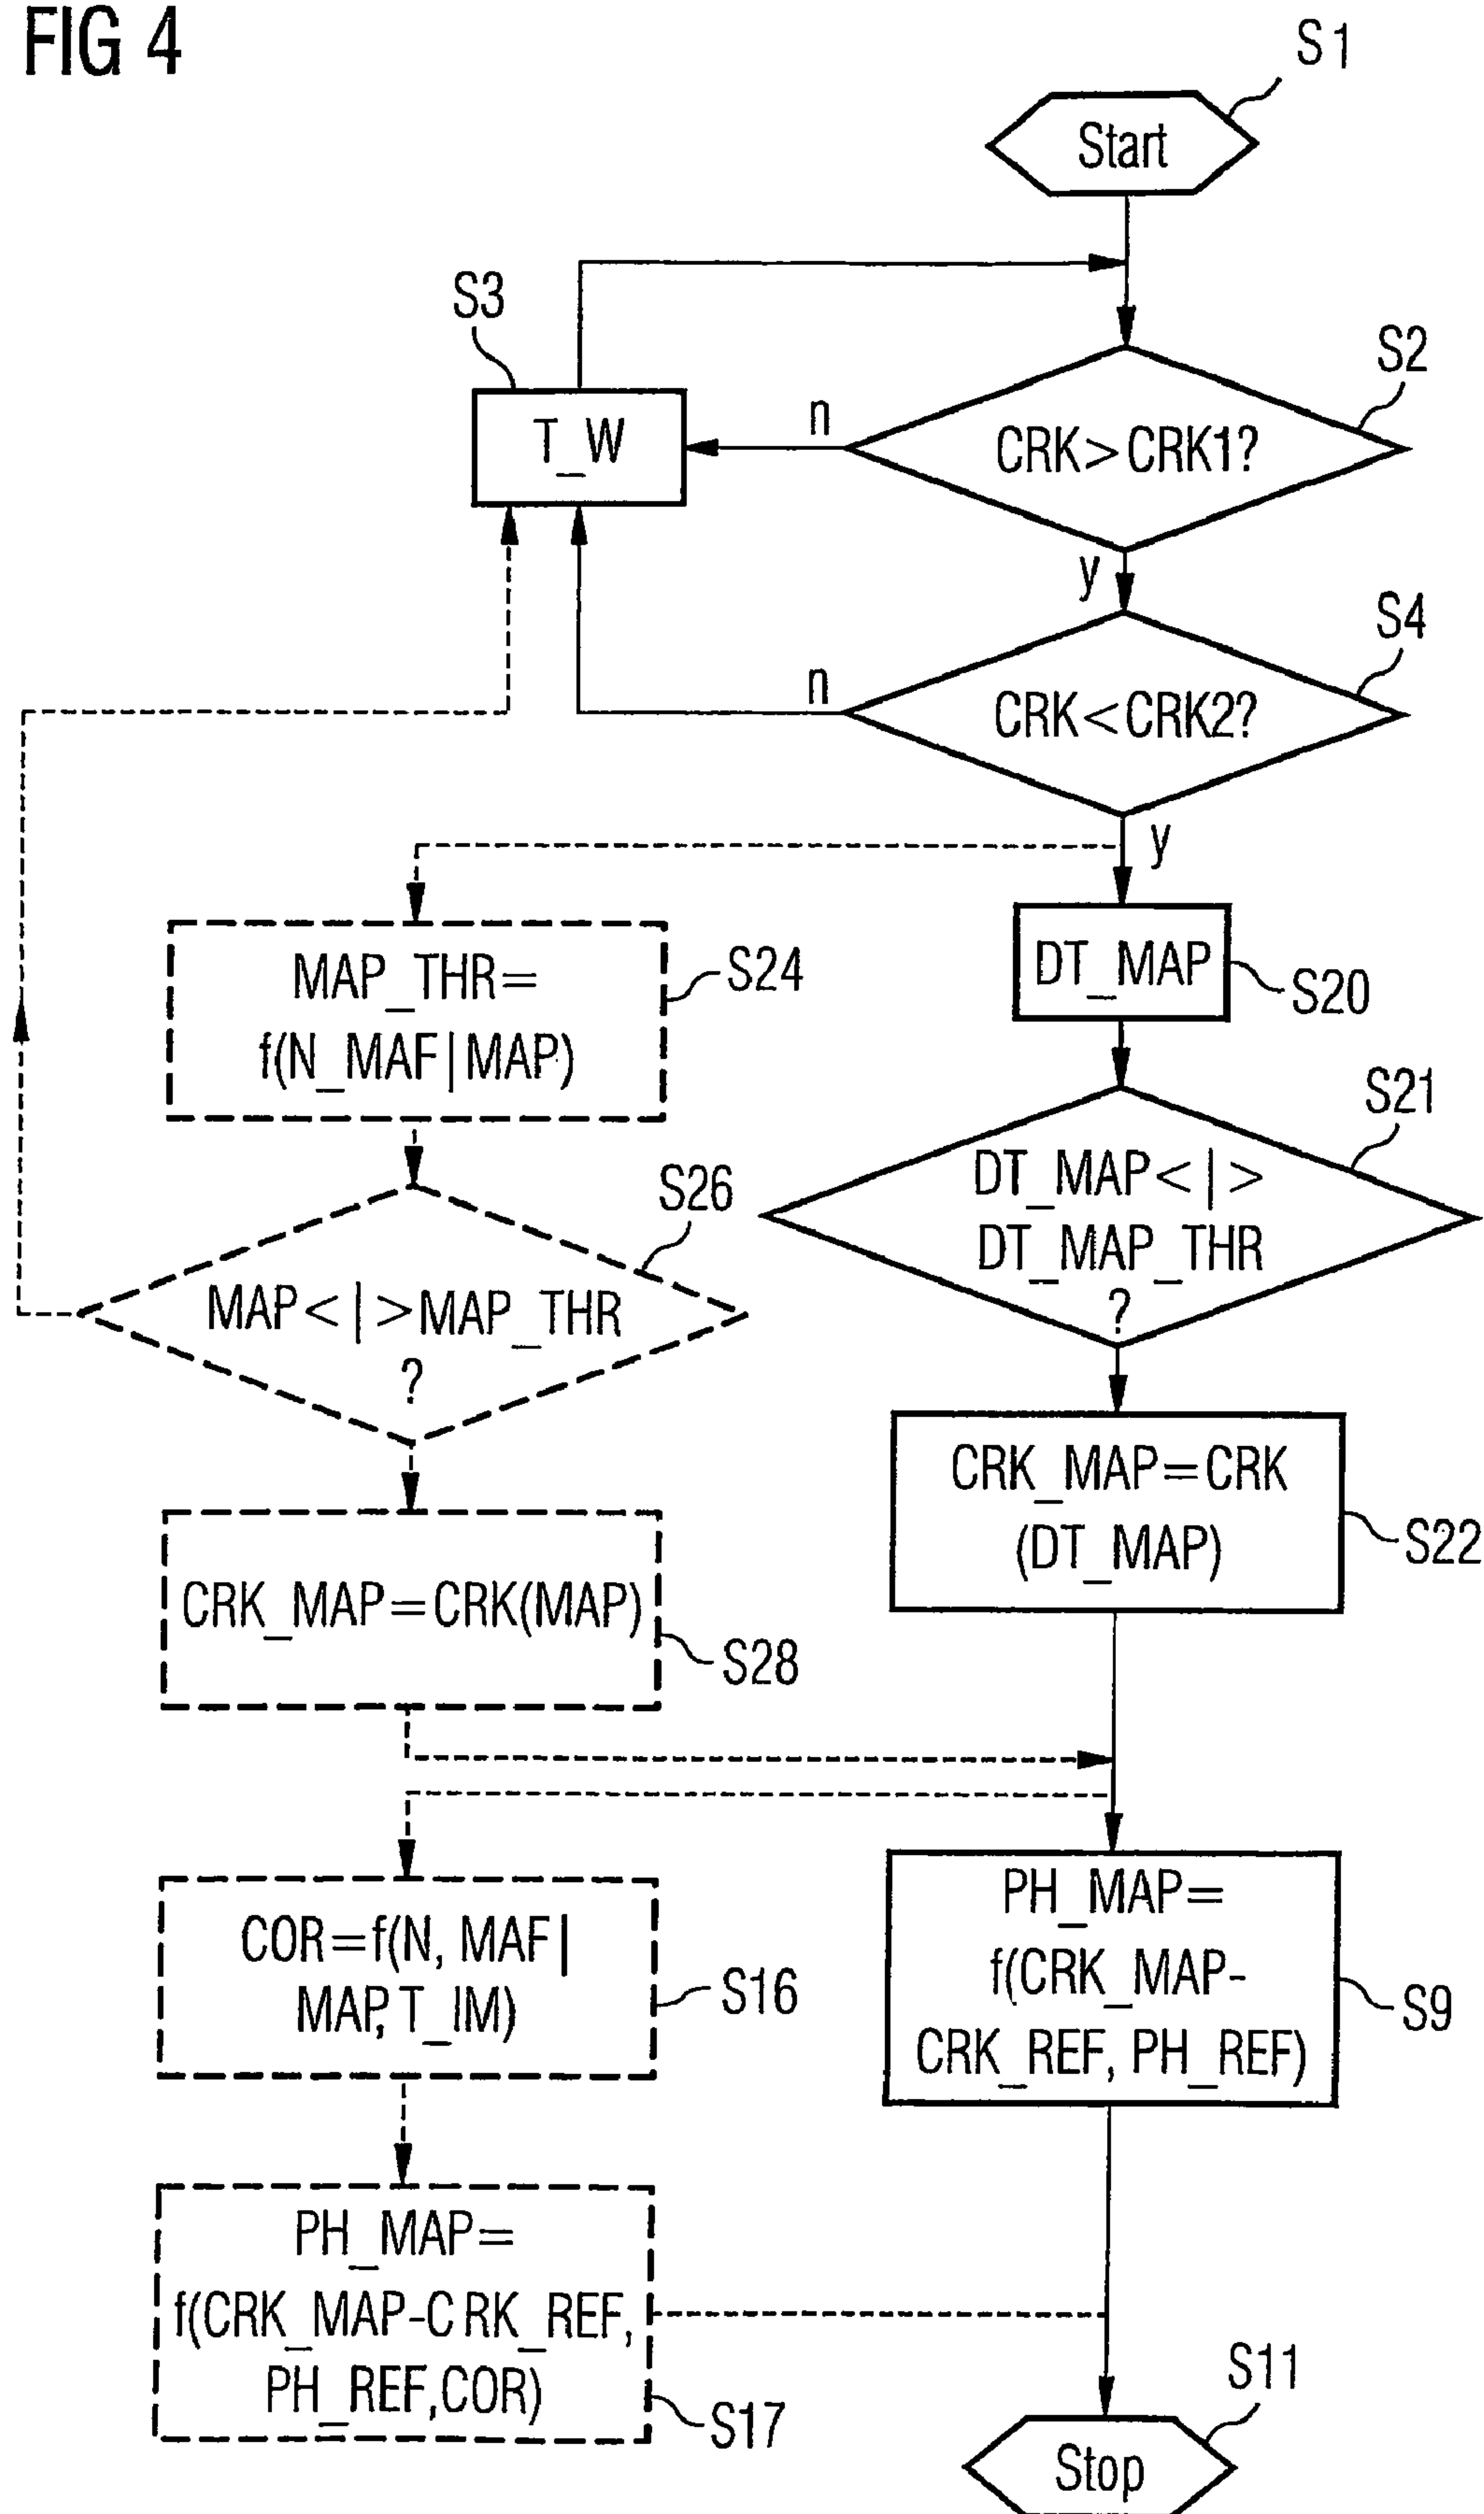 FIG 4
S1
Start
S3
S2
T_W
n
CRK>CRK1?
y
S4
n
CRK<CRK2?
y
MAP_THR=
f(N_MAF|MAP)
S24
DT_MAP
S20
S21
DT_MAP<|>
DT_MAP_THR
?
S26
MAP<|>MAP_THR
?
CRK_MAP=CRK
(DT_MAP)
S22
CRK_MAP=CRK(MAP)
S28
PH_MAP=
f(CRK_MAP-
CRK_REF, PH_REF)
S9
COR=f(N, MAF|
MAP,T_IM)
S16
PH_MAP=
f(CRK_MAP-CRK_REF,
PH_REF,COR)
S17
S11
Stop